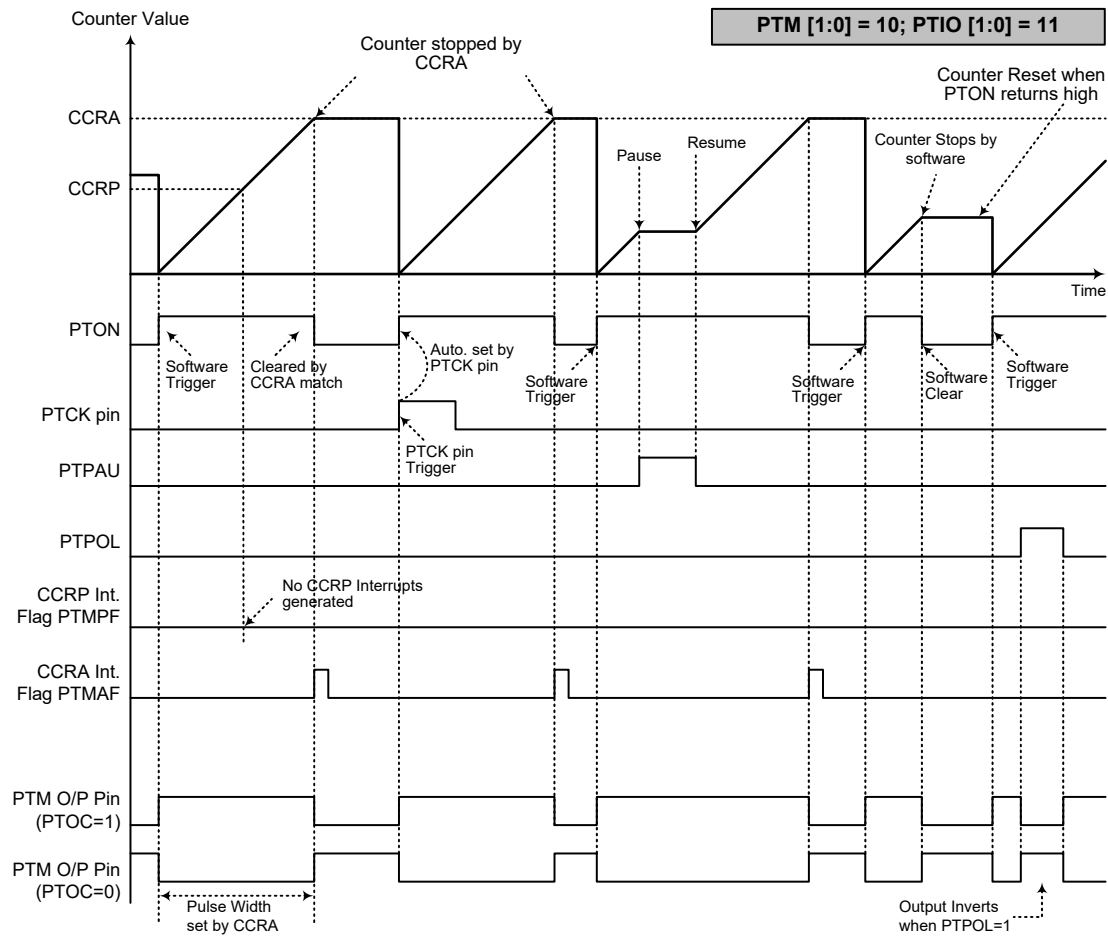 Counter Value
PTM [1:0] = 10; PTIO [1:0] = 11
Counter stopped by
CCRA
Counter Reset when
PTON returns high
CCRA
Pause
Resume
Counter Stops by
software
CCRP
Time
PTON
Software
Trigger
Cleared by
CCRA match
Auto. set by
PTCK pin
Software
Trigger
Software
Trigger
Software
Clear
Software
Trigger
PTCK pin
PTCK pin
Trigger
PTPAU
PTPOL
CCRP Int.
Flag PTMPF
No CCRP Interrupts
generated
CCRA Int.
Flag PTMAF
PTM O/P Pin
(PTOC=1)
PTM O/P Pin
(PTOC=0)
Pulse Width
set by CCRA
Output Inverts
when PTPOL=1